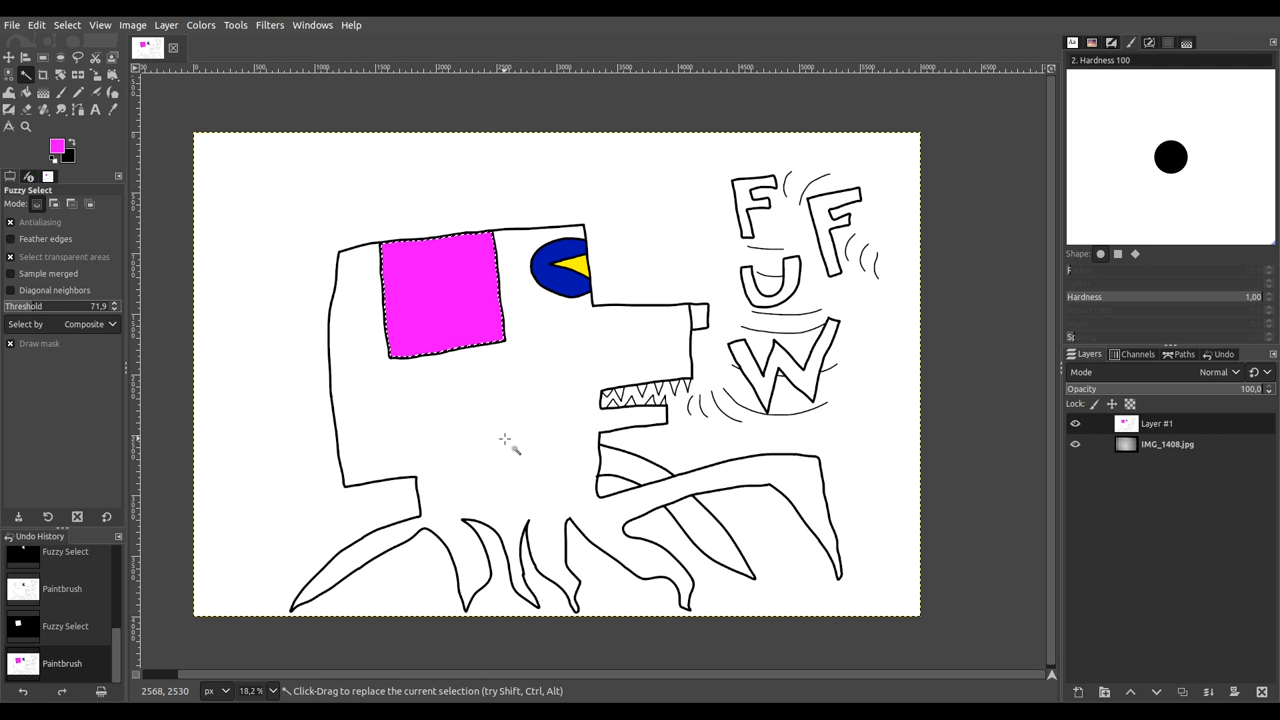 File Edit Select View Image Layer Colors Tools Filters Windows Help
2. Hardness 100
Fuzzy Select
Mode:
Antialiasing
Feather edges
Select transparent areas
Sample merged
Diagonal neighbors
Threshold 71,9
Select by Composite
Draw mask
Undo History
Fuzzy Select
Paintbrush
Fuzzy Select
Paintbrush
F F
U
W
Shape:
Hardness 1,00
Layers Channels Paths Undo
Mode Normal
Opacity 100,0
Lock:
Layer #1
IMG_1408.jpg
2568, 2530 px 18,2 % Click-Drag to replace the current selection (try Shift, Ctrl, Alt)